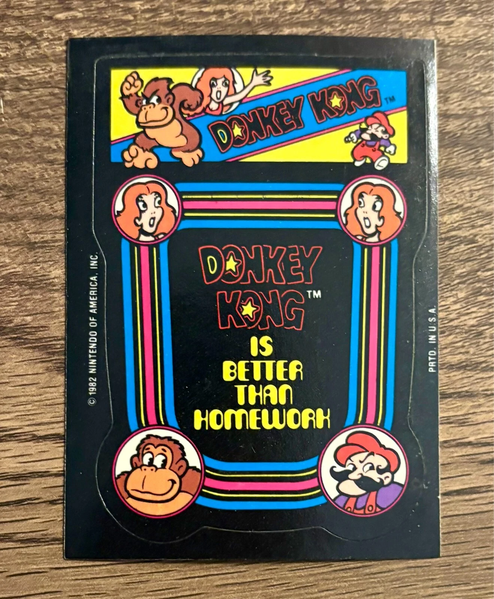 DONKEY KONG™
DONKEY
KONG™
IS
BETTER
THAN
HOMEWORK
© 1982 NINTENDO OF AMERICA, INC.
PRTD. IN U.S.A.